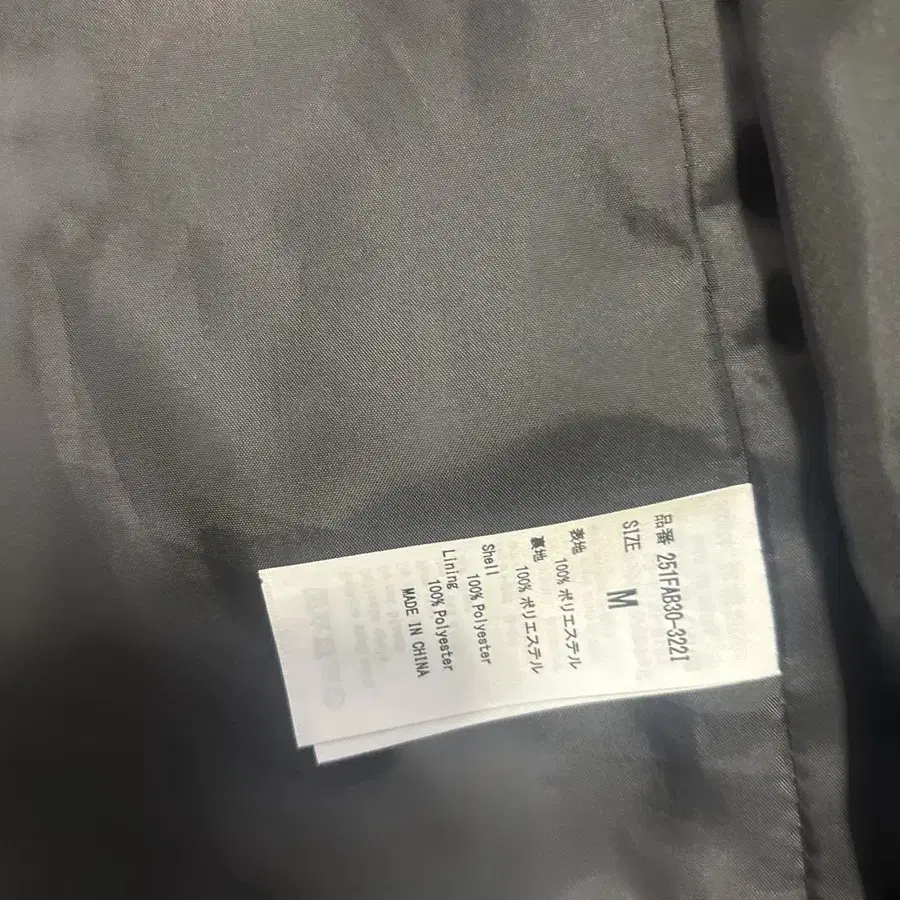 品番 251FAB30-322I
SIZE M
表地
100% ポリエステル
裏地
100% ポリエステル
Shell
100% Polyester
Lining
100% Polyester
MADE IN CHINA